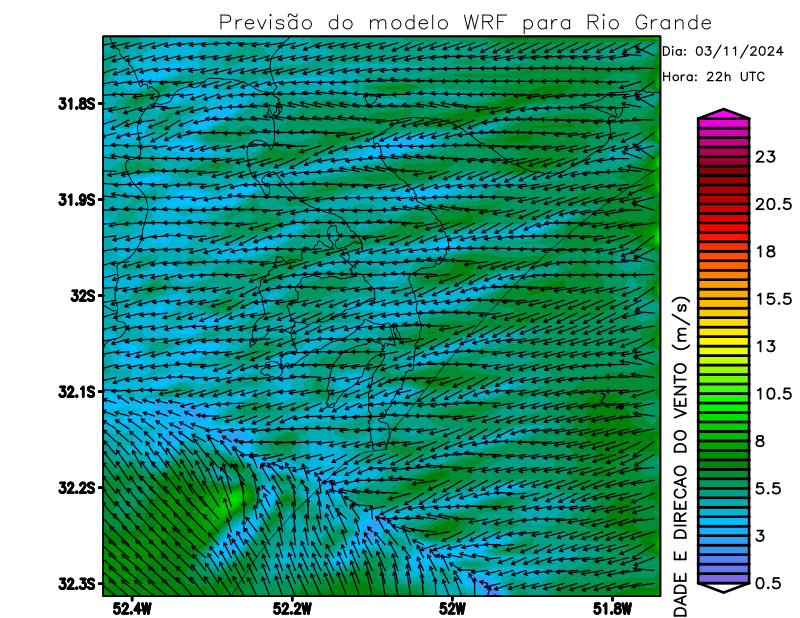 Previsão do modelo WRF para Rio Grande
Dia: 03/11/2024
Hora: 22h UTC
31.8S
31.9S
32S
32.1S
32.2S
32.3S
52.4W
52.2W
52W
51.8W
23
20.5
18
15.5
13
10.5
8
5.5
3
0.5
DADE E DIRECAO DO VENTO (m/s)